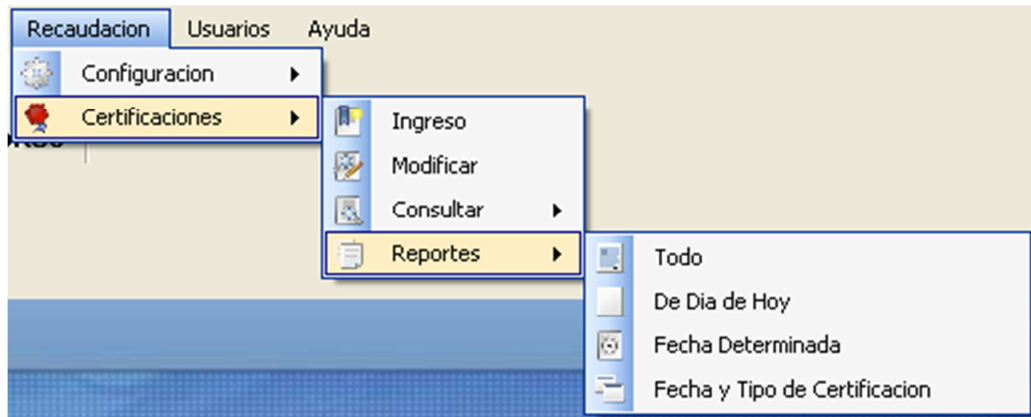 Recaudacion Usuarios Ayuda
Configuracion
Certificaciones
Ingreso
Modificar
Consultar
Reportes
Todo
De Dia de Hoy
Fecha Determinada
Fecha y Tipo de Certificacion